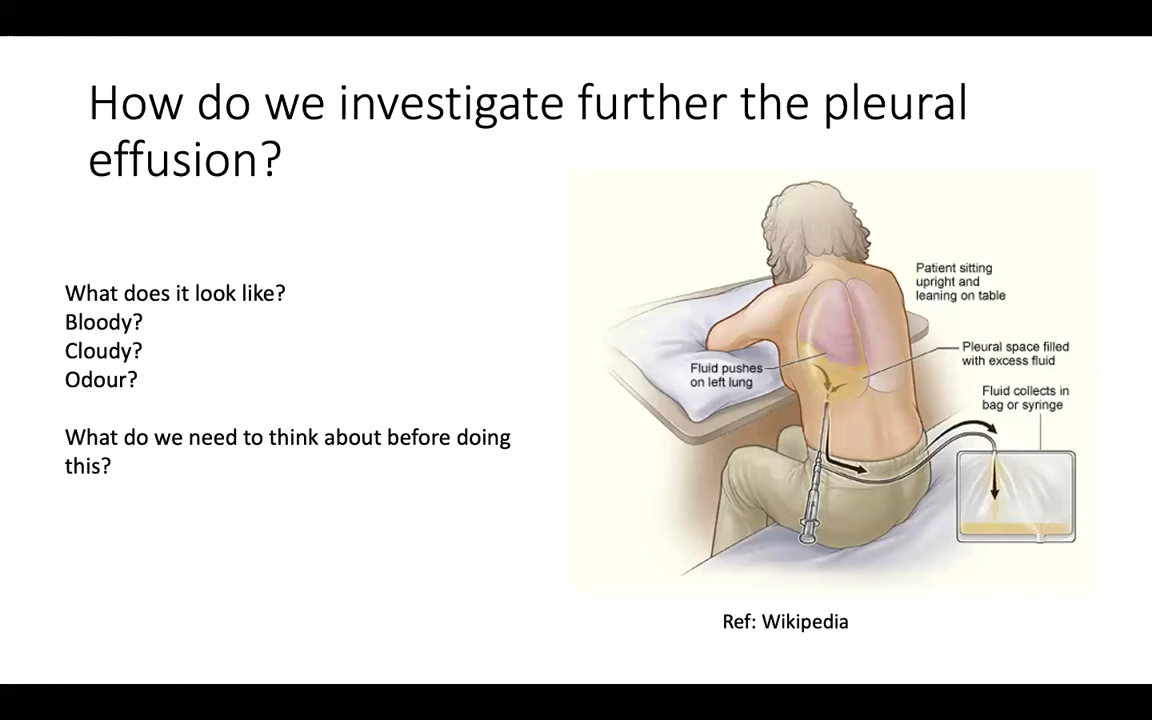 How do we investigate further the pleural
effusion?
What does it look like?
Bloody?
Cloudy?
Odour?
What do we need to think about before doing
this?
Patient sitting
upright and
leaning on table
Pleural space filled
with excess fluid
Fluid pushes
on left lung
Fluid collects in
bag or syringe
Ref: Wikipedia